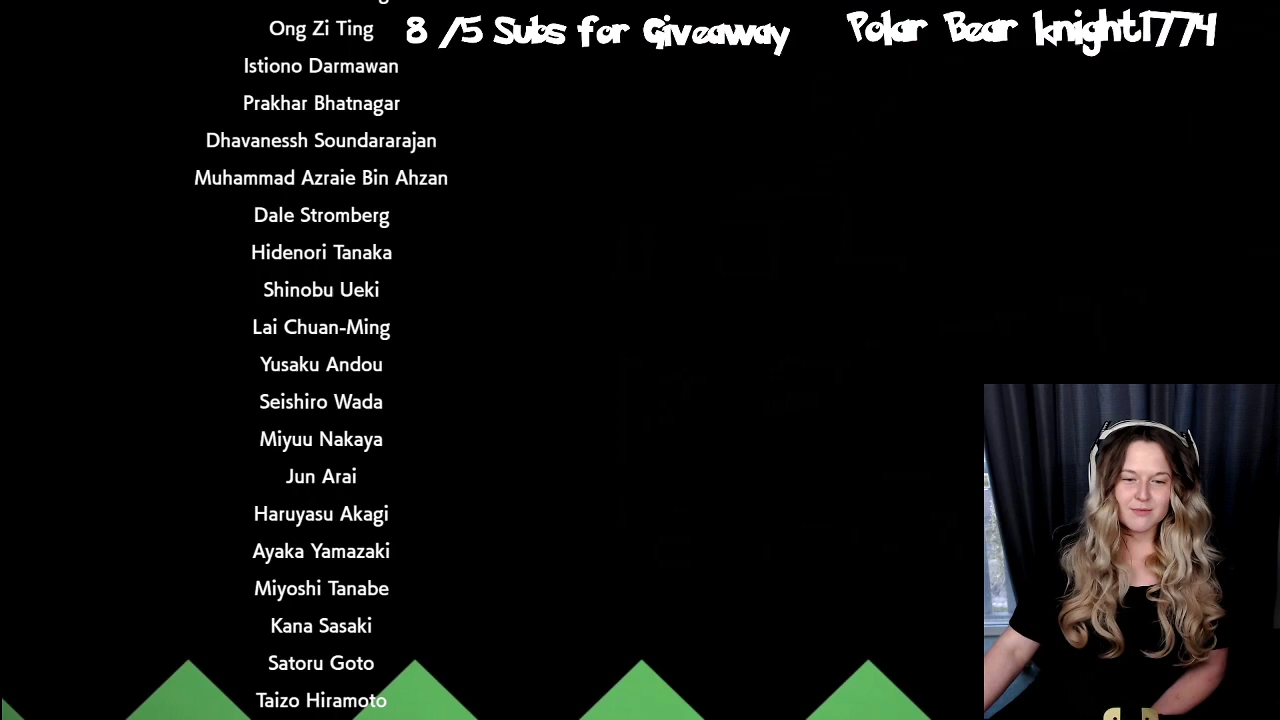 8 /5 Subs for Giveaway
Polar Bear knight1774
Ong Zi Ting
Istiono Darmawan
Prakhar Bhatnagar
Dhavanessh Soundararajan
Muhammad Azraie Bin Ahzan
Dale Stromberg
Hidenori Tanaka
Shinobu Ueki
Lai Chuan-Ming
Yusaku Andou
Seishiro Wada
Miyuu Nakaya
Jun Arai
Haruyasu Akagi
Ayaka Yamazaki
Miyoshi Tanabe
Kana Sasaki
Satoru Goto
Taizo Hiramoto